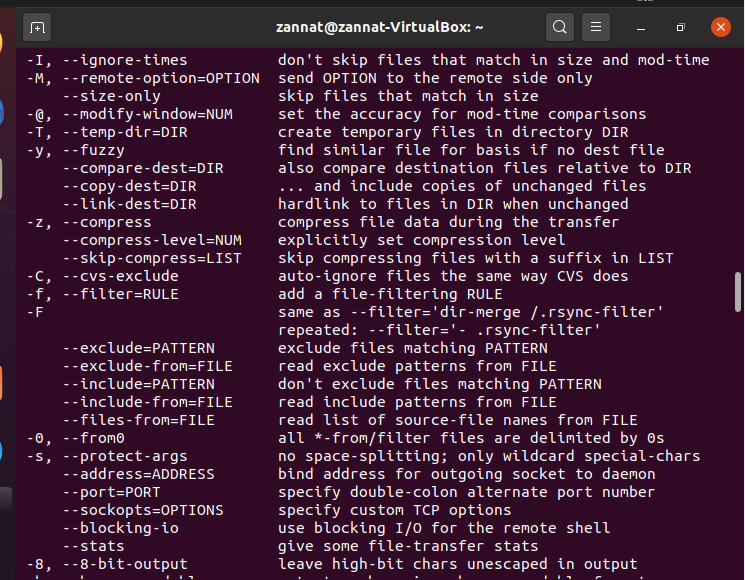 zannat@zannat-VirtualBox: ~
-I, --ignore-times          don't skip files that match in size and mod-time
-M, --remote-option=OPTION  send OPTION to the remote side only
    --size-only             skip files that match in size
-@, --modify-window=NUM     set the accuracy for mod-time comparisons
-T, --temp-dir=DIR          create temporary files in directory DIR
-y, --fuzzy                 find similar file for basis if no dest file
    --compare-dest=DIR      also compare destination files relative to DIR
    --copy-dest=DIR         ... and include copies of unchanged files
    --link-dest=DIR         hardlink to files in DIR when unchanged
-z, --compress              compress file data during the transfer
    --compress-level=NUM    explicitly set compression level
    --skip-compress=LIST    skip compressing files with a suffix in LIST
-C, --cvs-exclude           auto-ignore files the same way CVS does
-f, --filter=RULE           add a file-filtering RULE
-F                          same as --filter='dir-merge /.rsync-filter'
                            repeated: --filter='- .rsync-filter'
    --exclude=PATTERN       exclude files matching PATTERN
    --exclude-from=FILE     read exclude patterns from FILE
    --include=PATTERN       don't exclude files matching PATTERN
    --include-from=FILE     read include patterns from FILE
    --files-from=FILE       read list of source-file names from FILE
-0, --from0                 all *-from/filter files are delimited by 0s
-s, --protect-args          no space-splitting; only wildcard special-chars
    --address=ADDRESS       bind address for outgoing socket to daemon
    --port=PORT             specify double-colon alternate port number
    --sockopts=OPTIONS      specify custom TCP options
    --blocking-io           use blocking I/O for the remote shell
    --stats                 give some file-transfer stats
-8, --8-bit-output          leave high-bit chars unescaped in output